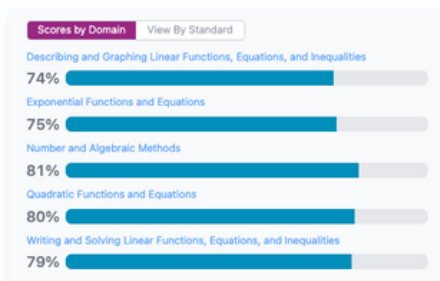 Scores by Domain View By Standard
Describing and Graphing Linear Functions, Equations, and Inequalities
74%
Exponential Functions and Equations
75%
Number and Algebraic Methods
81%
Quadratic Functions and Equations
80%
Writing and Solving Linear Functions, Equations, and Inequalities
79%